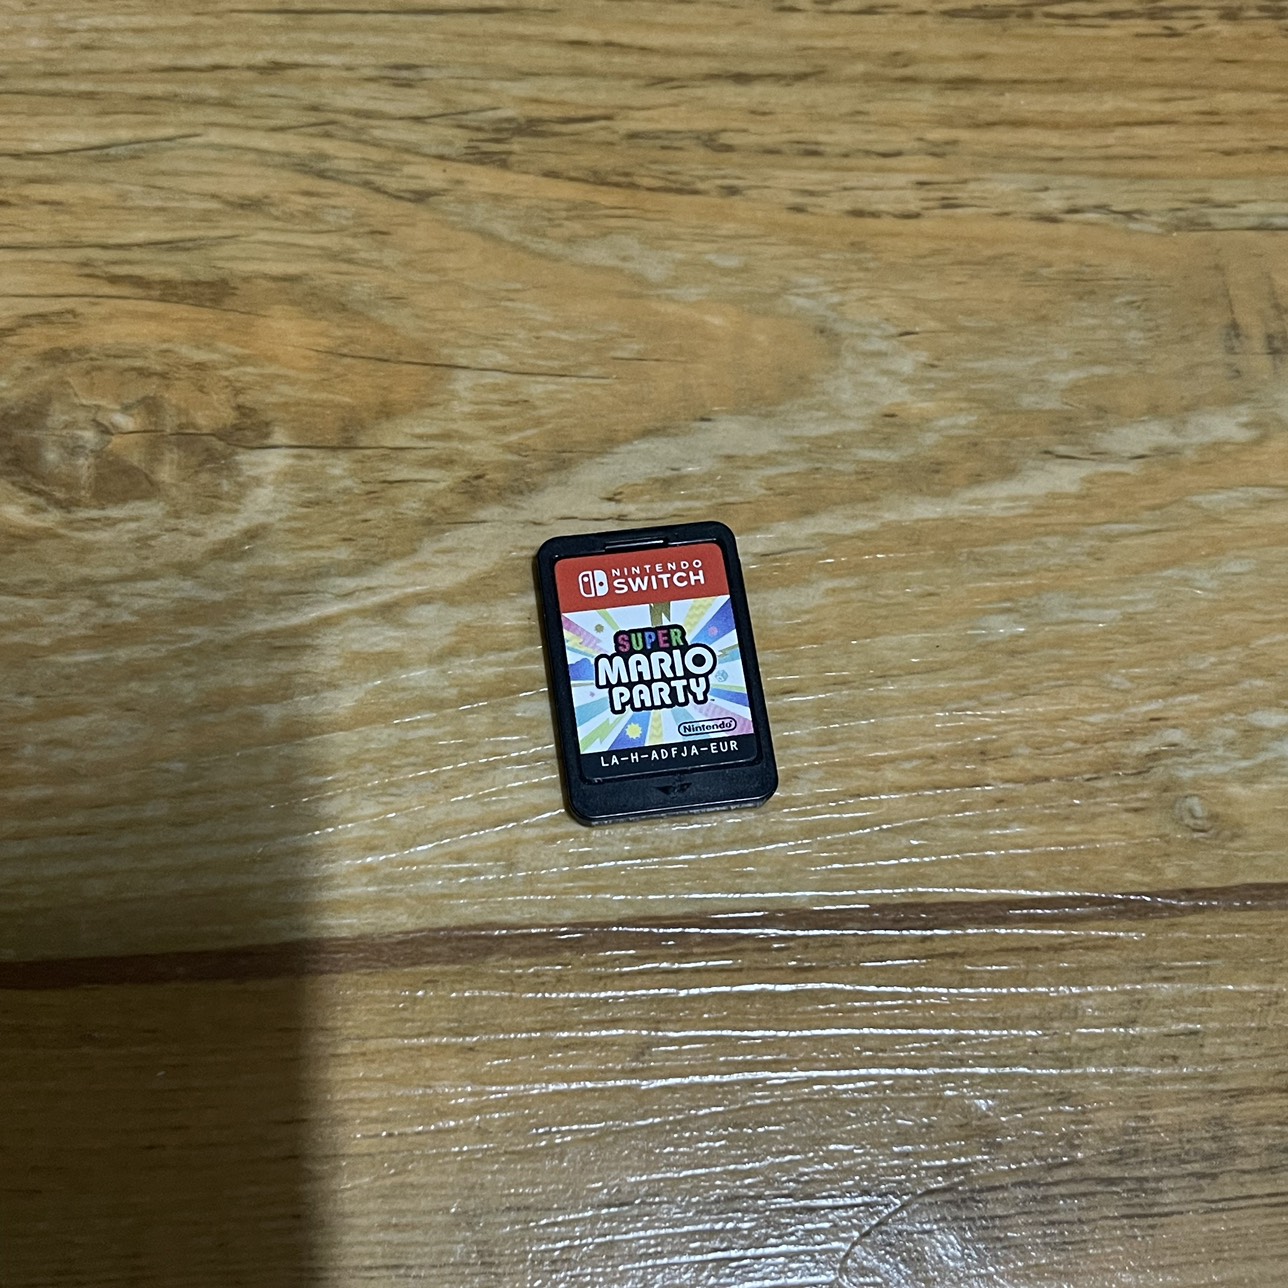 NINTENDO
SWITCH
SUPER
MARIO
PARTY
Nintendo
LA-H-ADFJA-EUR